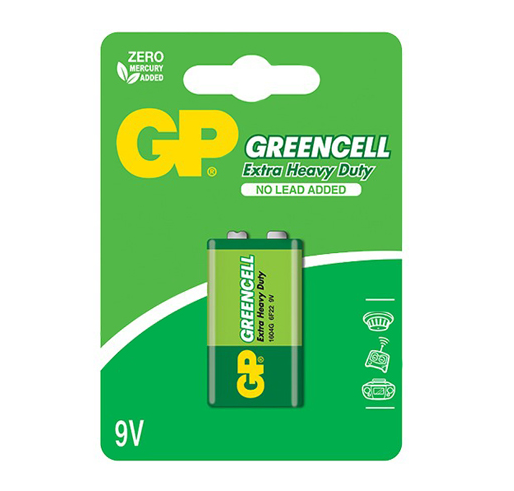 ZERO
MERCURY
ADDED
GP®
GREENCELL
Extra Heavy Duty
NO LEAD ADDED
GP®
GREENCELL
Extra Heavy Duty
1604G 6F22 9V
9V